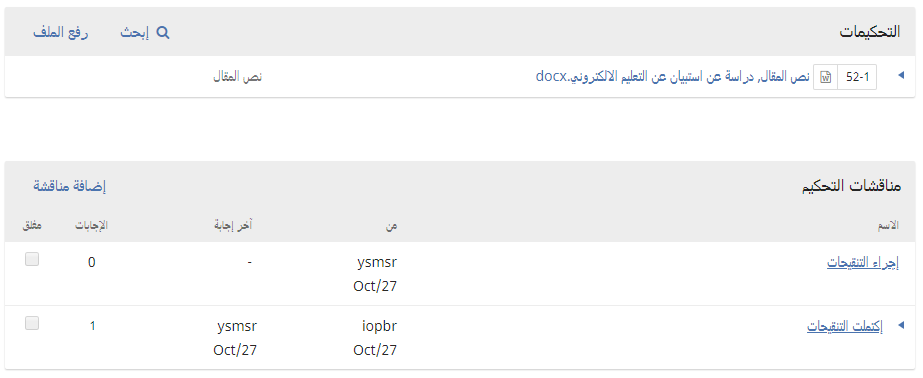 التحكيمات إبحث رفع الملف
52-1 نص المقال, دراسة عن استبيان عن التعليم الالكتروني.docx نص المقال
مناقشات التحكيم إضافة مناقشة
الاسم من آخر إجابة الإجابات مغلق
إجراء التنقيحات ysmsr - 0
Oct/27
إكتملت التنقيحات iopbr ysmsr 1
Oct/27 Oct/27